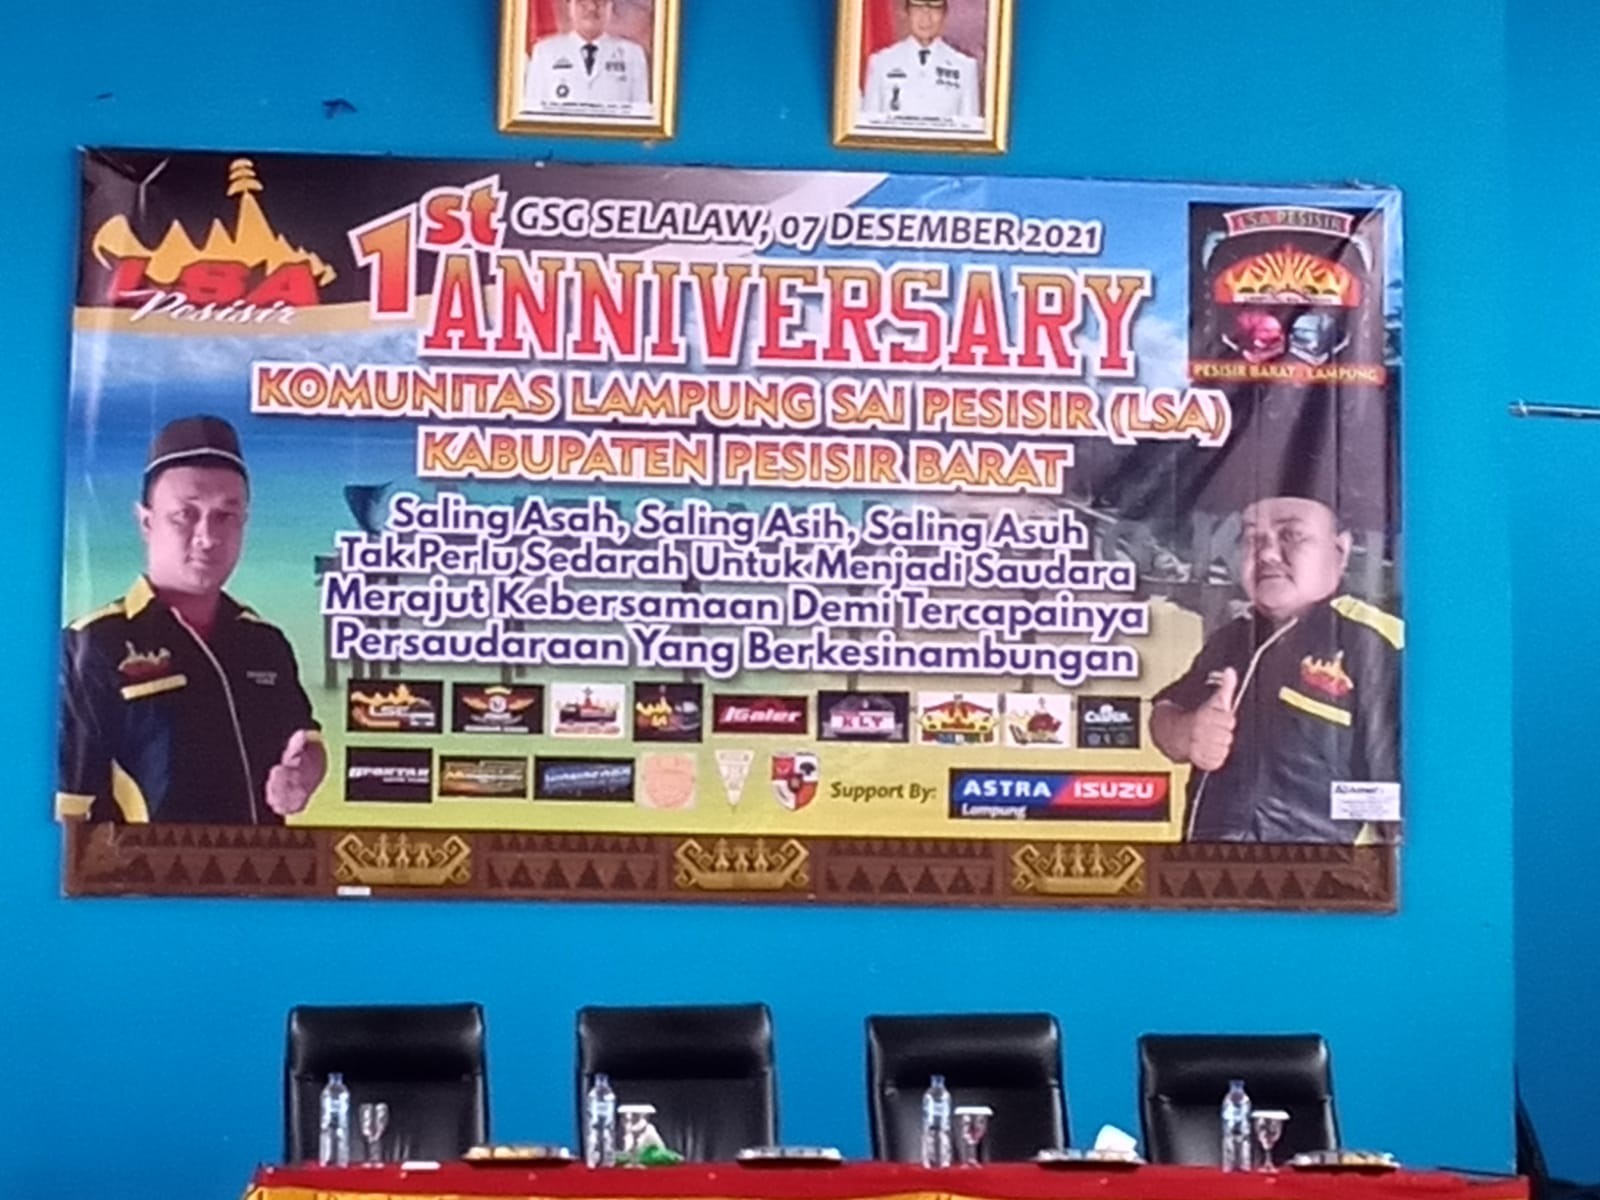 1st GSG SELALAW, 07 DESEMBER 2021
ANNIVERSARY
KOMUNITAS LAMPUNG SAI PESISIR (LSA)
KABUPATEN PESISIR BARAT
Saling Asah, Saling Asih, Saling Asuh
Tak Perlu Sedarah Untuk Menjadi Saudara
Merajut Kebersamaan Demi Tercapainya
Persaudaraan Yang Berkesinambungan
LSA
Pesisir
LSA PESISIR
PESISIR BARAT - LAMPUNG
KLY
Support By:
ASTRA ISUZU
Lampung